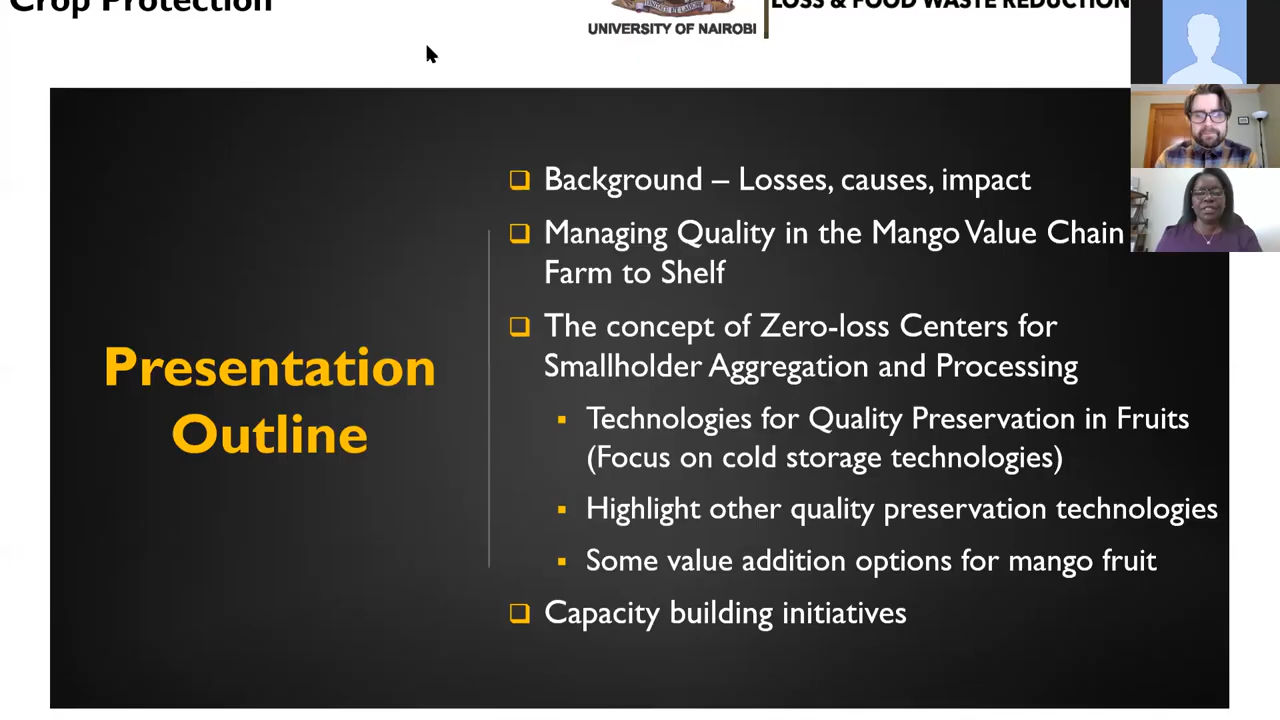 Crop Protection
LOSS & FOOD WASTE REDUCTION
UNIVERSITY OF NAIROBI
Presentation
Outline
❑ Background – Losses, causes, impact
❑ Managing Quality in the Mango Value Chain
Farm to Shelf
❑ The concept of Zero-loss Centers for
Smallholder Aggregation and Processing
▪ Technologies for Quality Preservation in Fruits
(Focus on cold storage technologies)
▪ Highlight other quality preservation technologies
▪ Some value addition options for mango fruit
❑ Capacity building initiatives